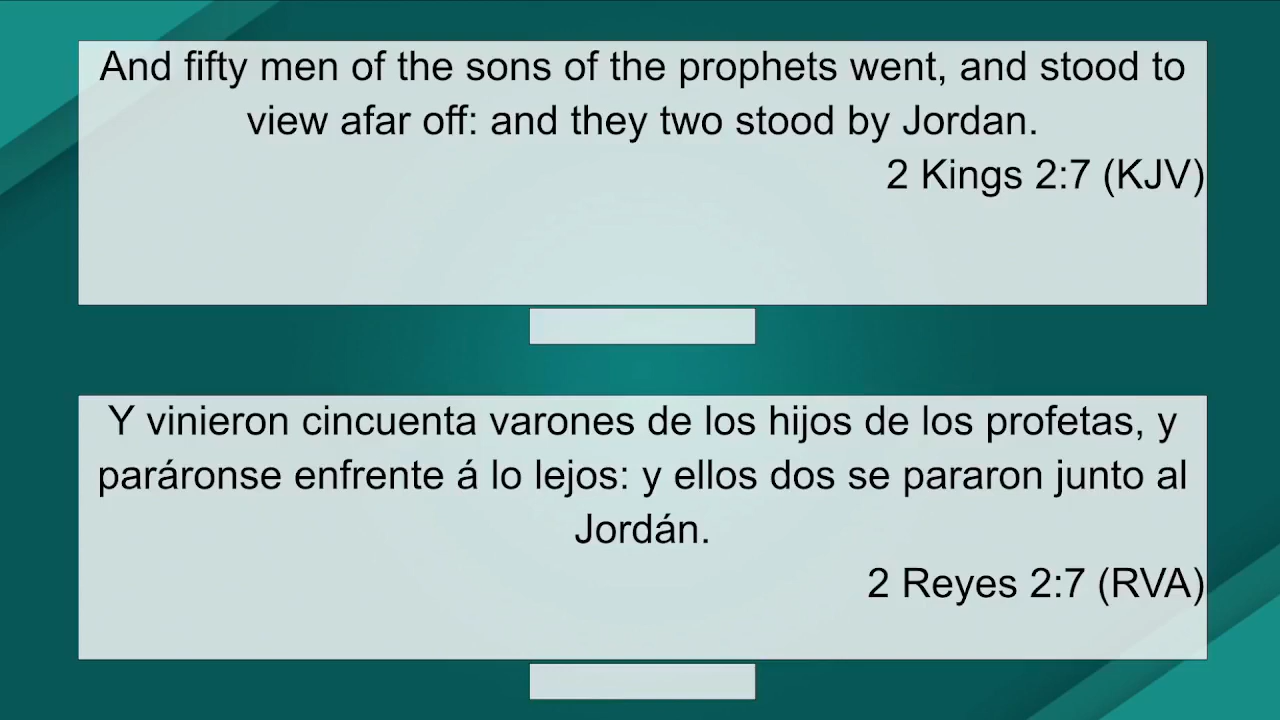 And fifty men of the sons of the prophets went, and stood to
view afar off: and they two stood by Jordan.
2 Kings 2:7 (KJV)
Y vinieron cincuenta varones de los hijos de los profetas, y
paráronse enfrente á lo lejos: y ellos dos se pararon junto al
Jordán.
2 Reyes 2:7 (RVA)